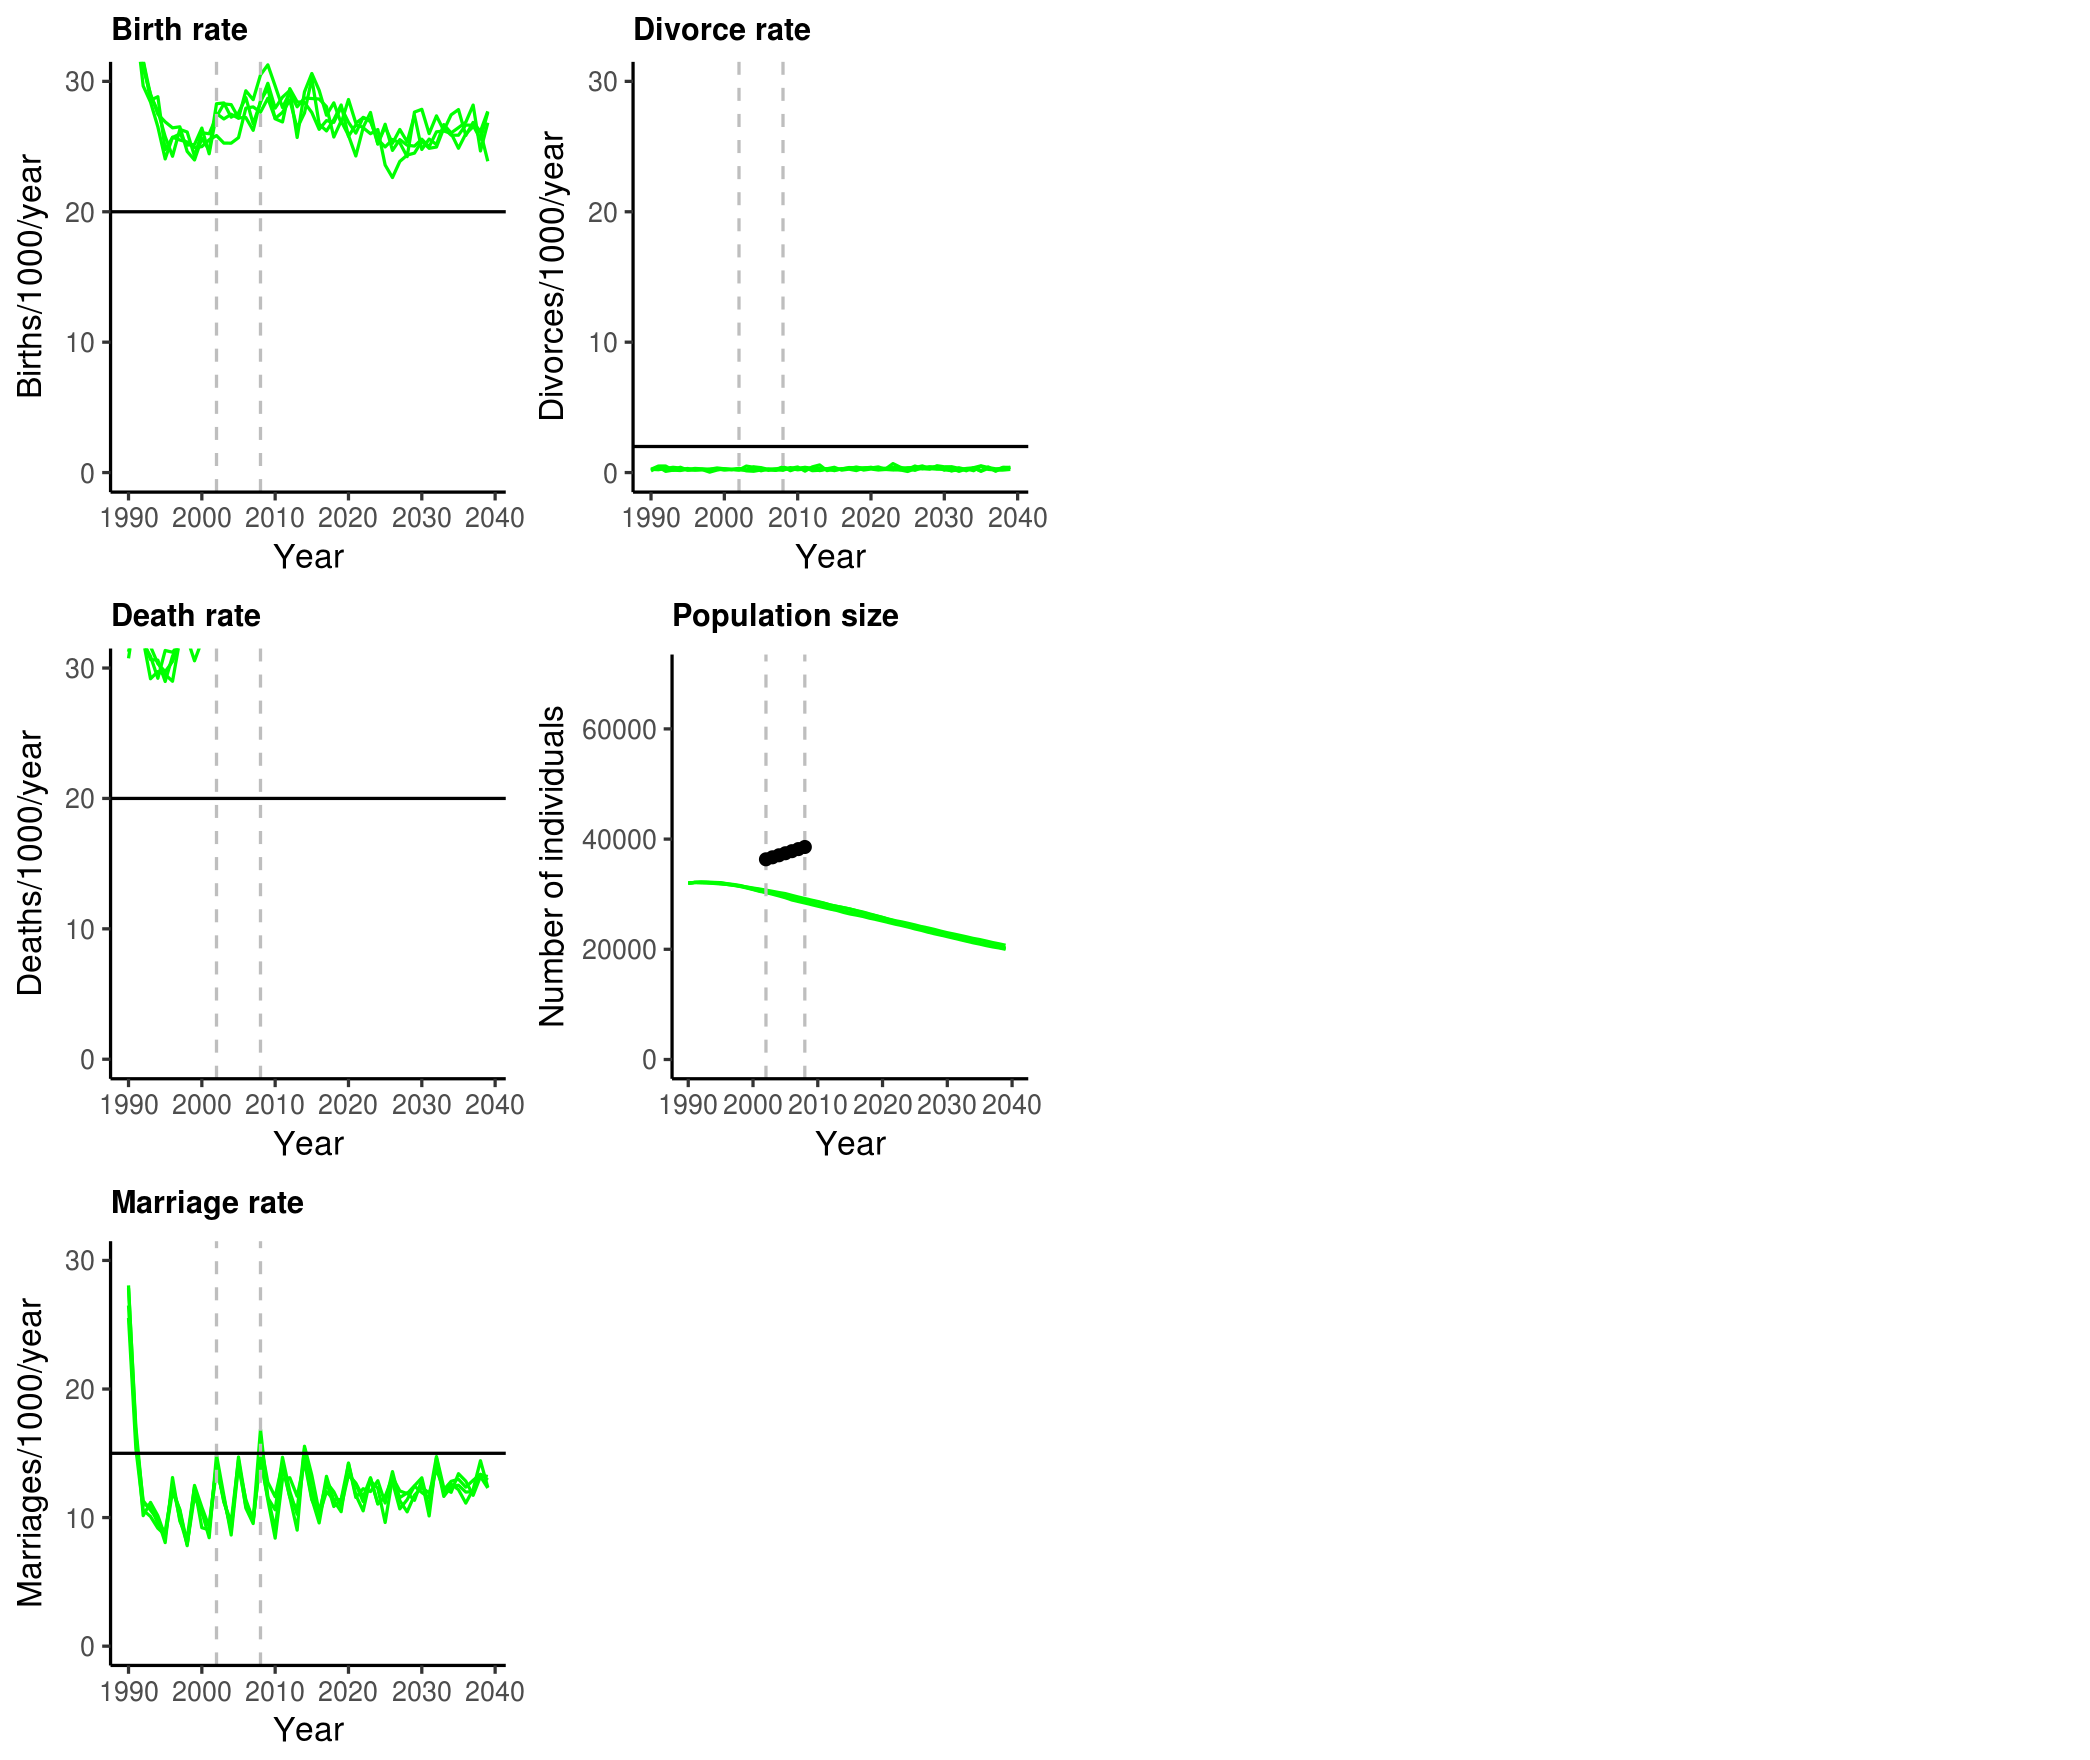 Birth rate
Births/1000/year
30
20
10
0
1990 2000 2010 2020 2030 2040
Year
Divorce rate
Divorces/1000/year
30
20
10
0
1990 2000 2010 2020 2030 2040
Year
Death rate
Deaths/1000/year
30
20
10
0
1990 2000 2010 2020 2030 2040
Year
Population size
Number of individuals
60000
40000
20000
0
1990 2000 2010 2020 2030 2040
Year
Marriage rate
Marriages/1000/year
30
20
10
0
1990 2000 2010 2020 2030 2040
Year